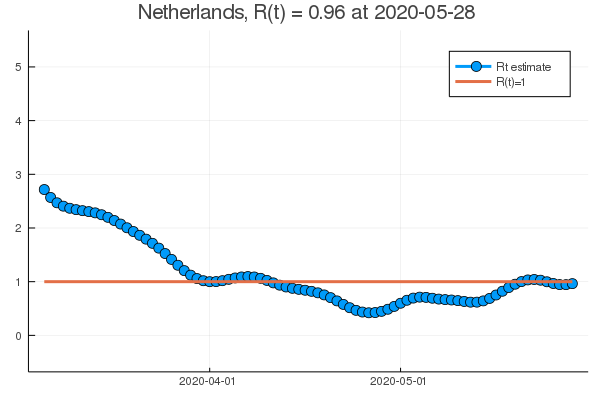 Netherlands, R(t) = 0.96 at 2020-05-28
5
4
3
2
1
0
Rt estimate
R(t)=1
2020-04-01
2020-05-01